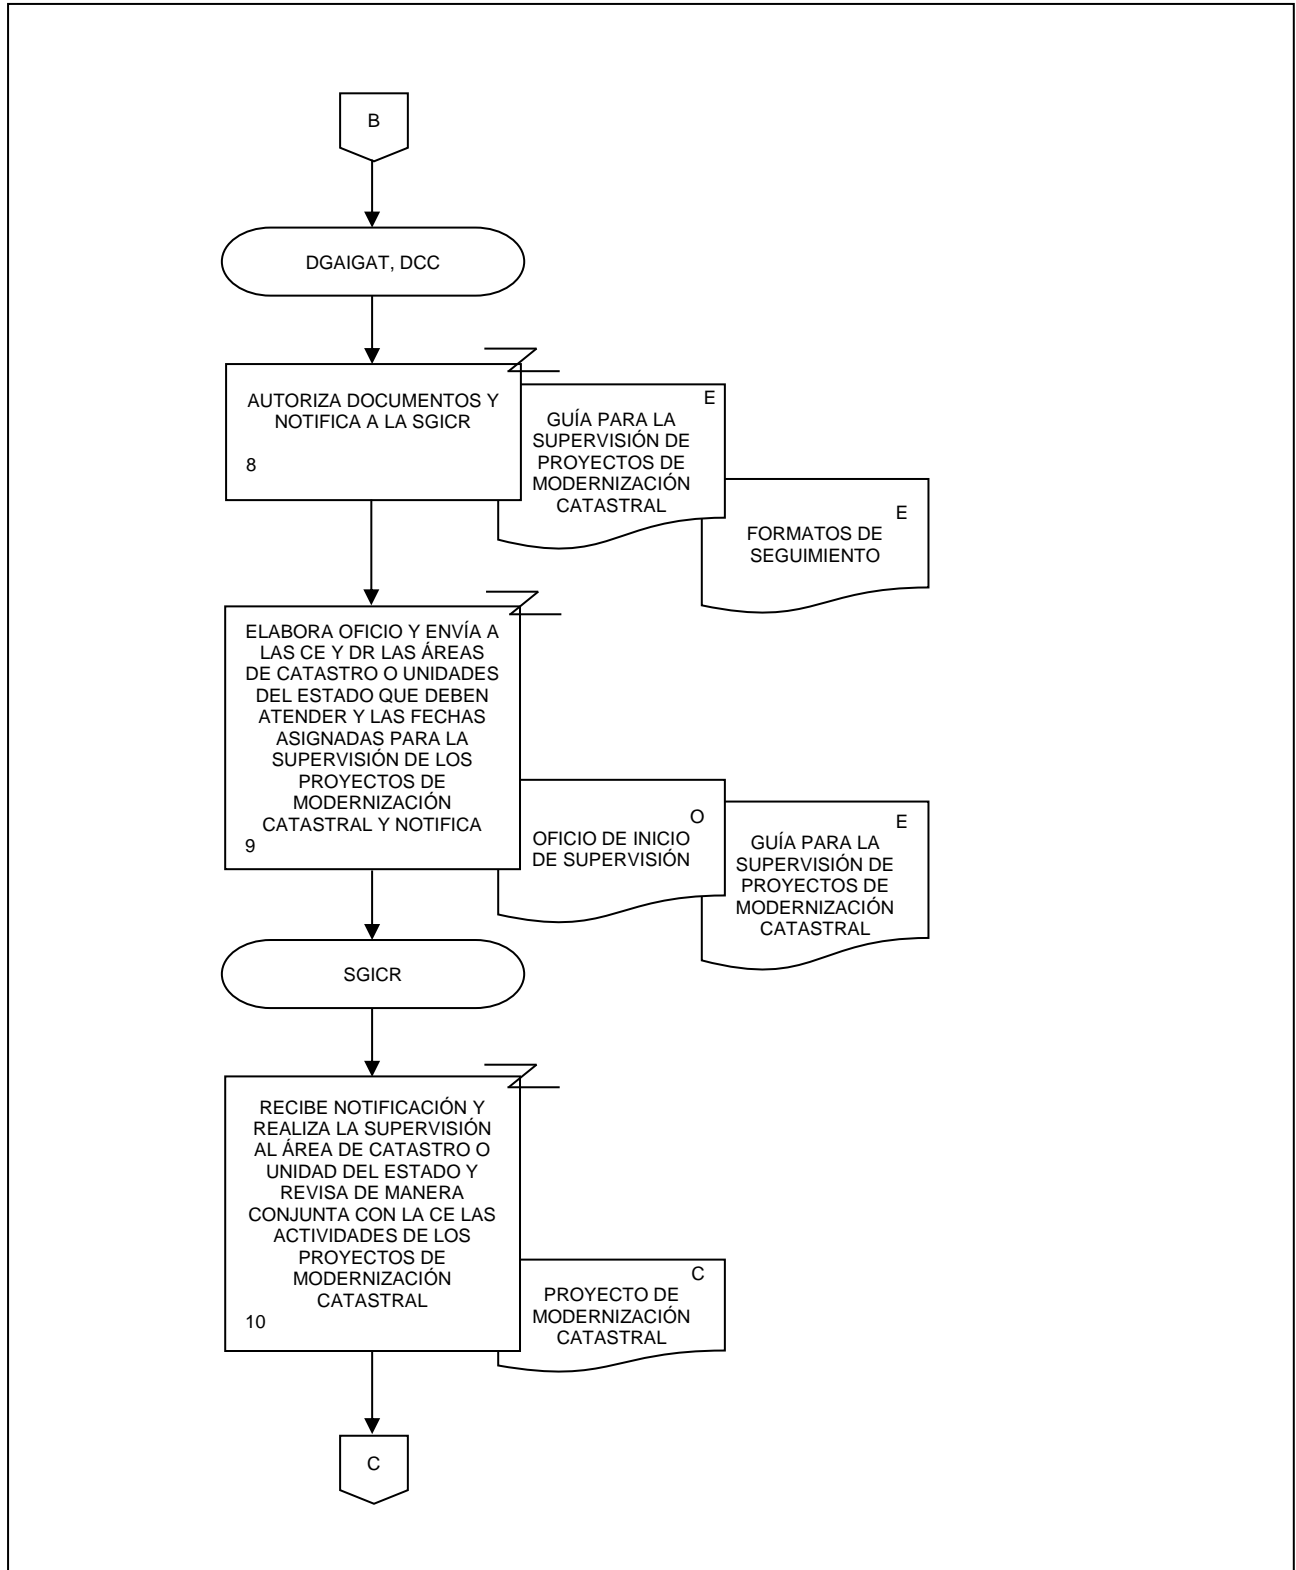 B
DGAIGAT, DCC
AUTORIZA DOCUMENTOS Y
NOTIFICA A LA SGICR
8
E
GUÍA PARA LA
SUPERVISIÓN DE
PROYECTOS DE
MODERNIZACIÓN
CATASTRAL
E
FORMATOS DE
SEGUIMIENTO
ELABORA OFICIO Y ENVÍA A
LAS CE Y DR LAS ÁREAS
DE CATASTRO O UNIDADES
DEL ESTADO QUE DEBEN
ATENDER Y LAS FECHAS
ASIGNADAS PARA LA
SUPERVISIÓN DE LOS
PROYECTOS DE
MODERNIZACIÓN
CATASTRAL Y NOTIFICA
9
O
OFICIO DE INICIO
DE SUPERVISIÓN
E
GUÍA PARA LA
SUPERVISIÓN DE
PROYECTOS DE
MODERNIZACIÓN
CATASTRAL
SGICR
RECIBE NOTIFICACIÓN Y
REALIZA LA SUPERVISIÓN
AL ÁREA DE CATASTRO O
UNIDAD DEL ESTADO Y
REVISA DE MANERA
CONJUNTA CON LA CE LAS
ACTIVIDADES DE LOS
PROYECTOS DE
MODERNIZACIÓN
CATASTRAL
10
C
PROYECTO DE
MODERNIZACIÓN
CATASTRAL
C